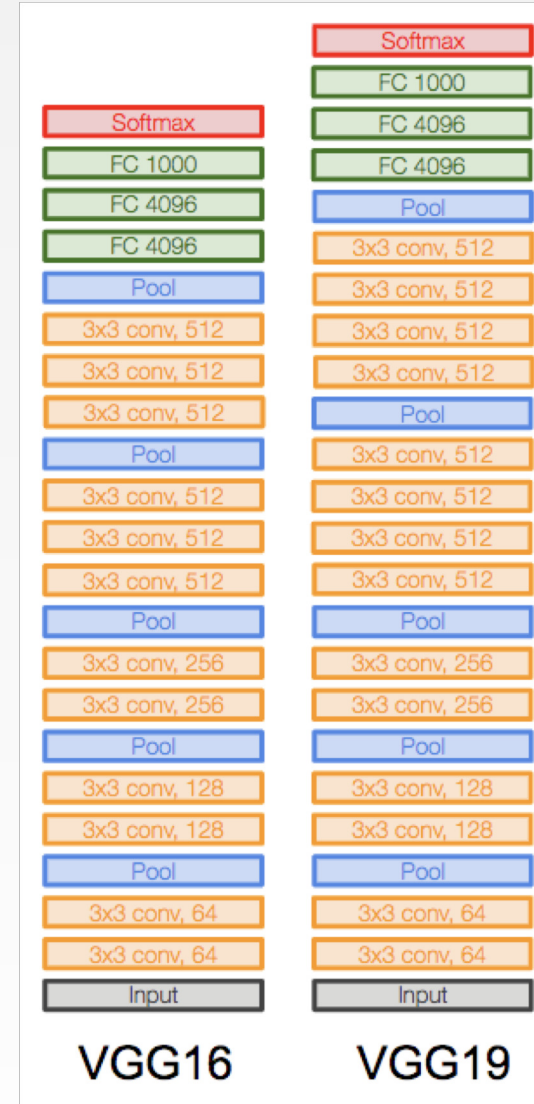 Softmax
FC 1000
FC 4096
FC 4096
Pool
3x3 conv, 512
3x3 conv, 512
3x3 conv, 512
Pool
3x3 conv, 512
3x3 conv, 512
3x3 conv, 512
Pool
3x3 conv, 256
3x3 conv, 256
Pool
3x3 conv, 128
3x3 conv, 128
Pool
3x3 conv, 64
3x3 conv, 64
Input
VGG16
Softmax
FC 1000
FC 4096
FC 4096
Pool
3x3 conv, 512
3x3 conv, 512
3x3 conv, 512
3x3 conv, 512
Pool
3x3 conv, 512
3x3 conv, 512
3x3 conv, 512
3x3 conv, 512
Pool
3x3 conv, 256
3x3 conv, 256
Pool
3x3 conv, 128
3x3 conv, 128
Pool
3x3 conv, 64
3x3 conv, 64
Input
VGG19